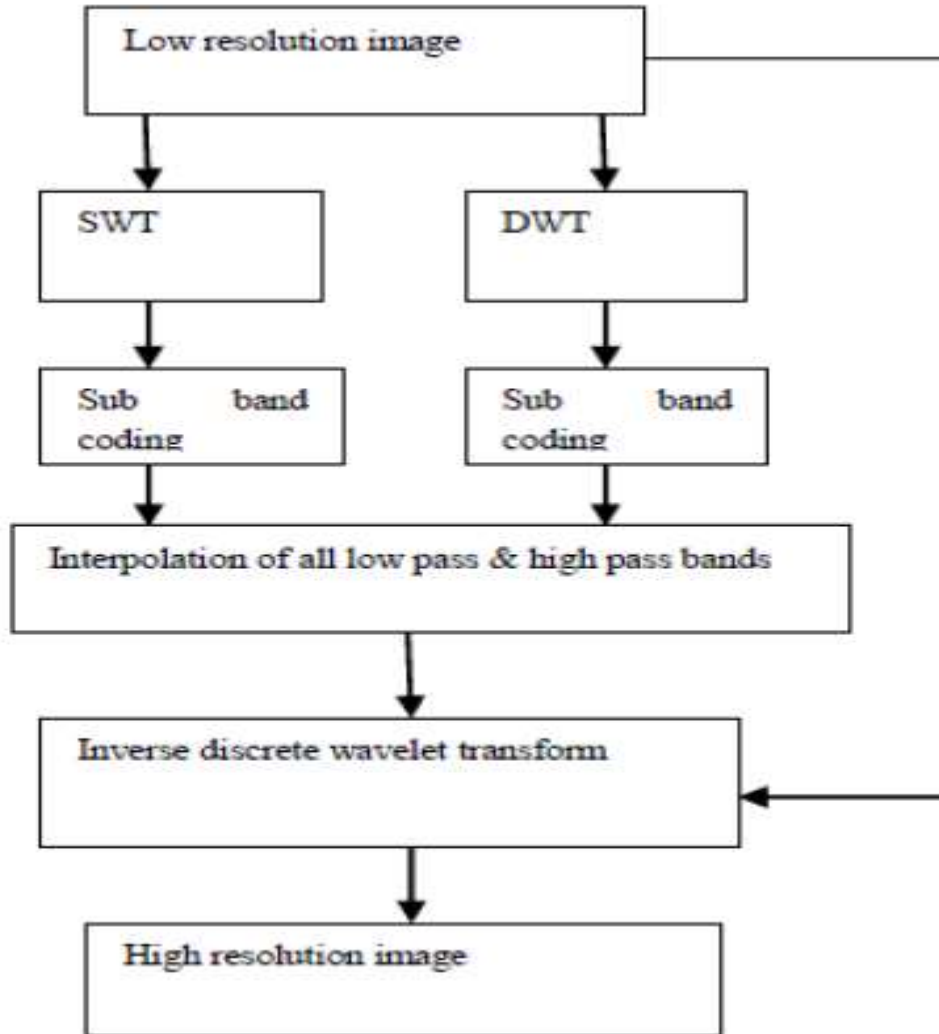 Low resolution image
SWT
DWT
Sub band
coding
Sub band
coding
Interpolation of all low pass & high pass bands
Inverse discrete wavelet transform
High resolution image